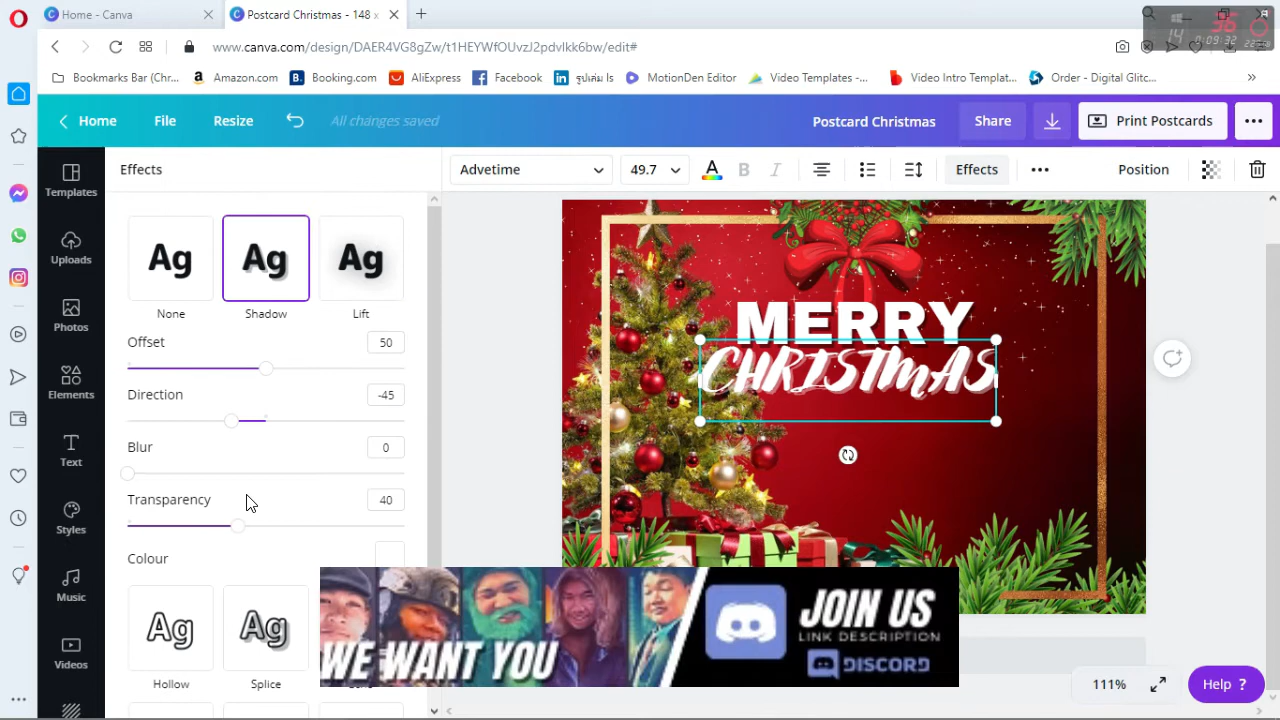 Home - Canva
Postcard Christmas - 148 x
www.canva.com/design/DAER4VG8gZw/
Bookmarks Bar (Chr...
Amazon.com
Booking.com
AliExpress
Facebook
MotionDen Editor
Video Templates -...
Video Intro Templat...
Order - Digital Glitc...
Home
File
Resize
All changes saved
Postcard Christmas
Share
Print Postcards
Templates
Uploads
Photos
Elements
Text
Styles
Music
Videos
Effects
Advetime
49.7
A
B
I
Effects
Position
Ag
Ag
Ag
None
Shadow
Lift
Offset
50
Direction
-45
Blur
0
Transparency
40
Colour
Ag
Ag
Hollow
Splice
MERRY
CHRISTMAS
WE WANT YOU
JOIN US
LINK DESCRIPTION
DISCORD
111%
Help ?